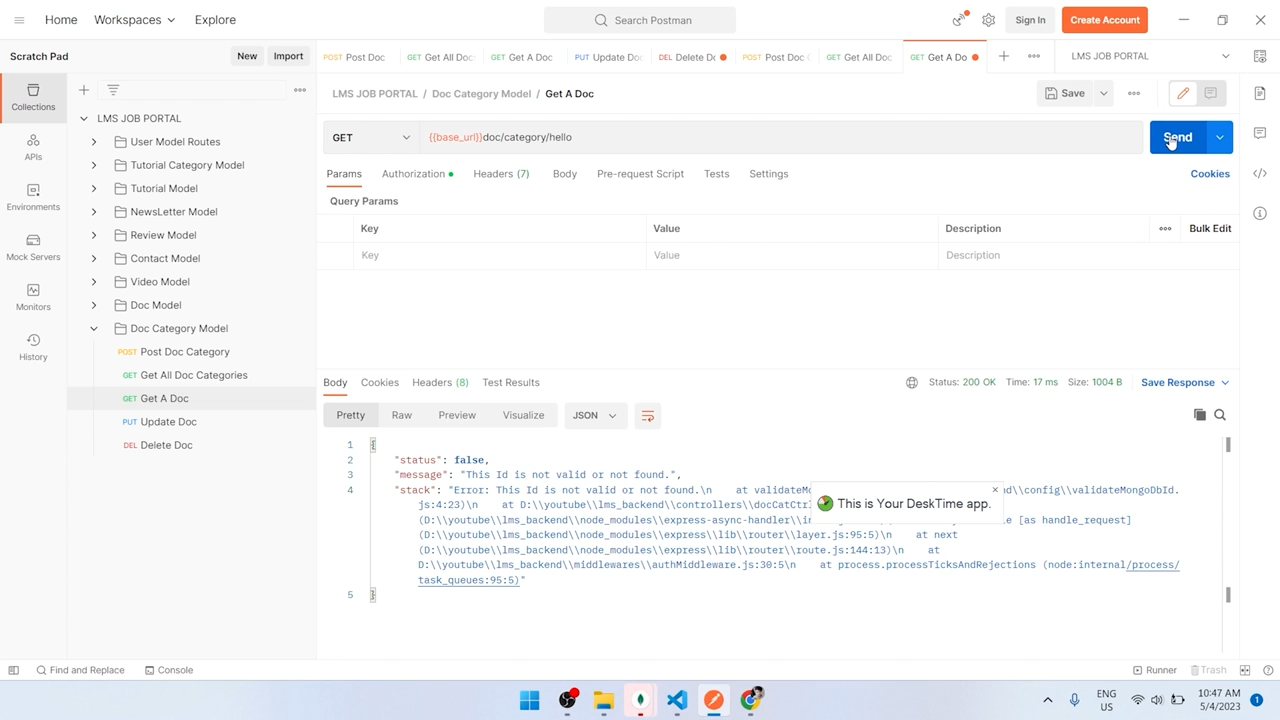 Home Workspaces Explore Search Postman Sign In Create Account
Scratch Pad New Import
POST Post Doc GET Get All Doc GET Get A Doc PUT Update Doc DEL Delete Do POST Post Doc GET Get All Doc GET Get A Do LMS JOB PORTAL
Collections
APIs
Environments
Mock Servers
Monitors
History
LMS JOB PORTAL
User Model Routes
Tutorial Category Model
Tutorial Model
NewsLetter Model
Review Model
Contact Model
Video Model
Doc Model
Doc Category Model
POST Post Doc Category
GET Get All Doc Categories
GET Get A Doc
PUT Update Doc
DEL Delete Doc
LMS JOB PORTAL / Doc Category Model / Get A Doc Save
GET {{base_url}}doc/category/hello Send
Params Authorization Headers (7) Body Pre-request Script Tests Settings Cookies
Query Params
Key Value Description Bulk Edit
Key Value Description
Body Cookies Headers (8) Test Results Status: 200 OK Time: 17 ms Size: 1004 B Save Response
Pretty Raw Preview Visualize JSON
1 {
2 "status": false,
3 "message": "This Id is not valid or not found.",
4 "stack": "Error: This Id is not valid or not found.\n at validateMo nd\\config\\validateMongoDbId.
js:4:23)\n at D:\\youtube\\lms_backend\\controllers\\docCatCtr
(D:\\youtube\\lms_backend\\node_modules\\express-async-handler\\in [as handle_request]
(D:\\youtube\\lms_backend\\node_modules\\express\\lib\\router\\layer.js:95:5)\n at next
(D:\\youtube\\lms_backend\\node_modules\\express\\lib\\router\\route.js:144:13)\n at
D:\\youtube\\lms_backend\\middlewares\\authMiddleware.js:30:5\n at process.processTicksAndRejections (node:internal/process/
task_queues:95:5)"
5 }
This is Your DeskTime app.
Find and Replace Console Runner Trash
ENG
US
10:47 AM
5/4/2023
1